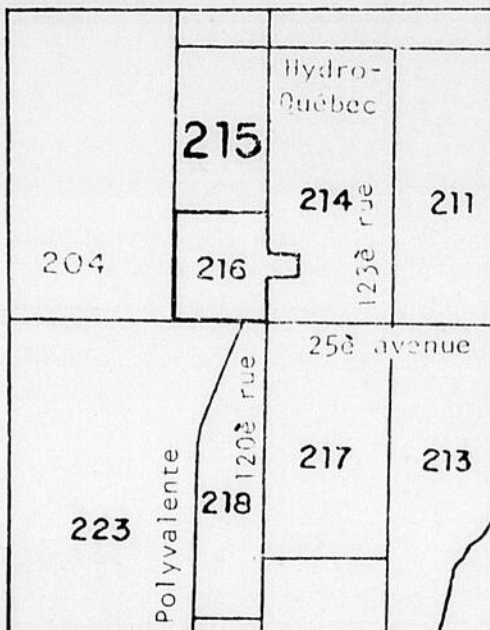 Hydro-
Québec
215
214
211
123è rue
204
216
25è avenue
120è rue
217
213
Polyvalente
218
223